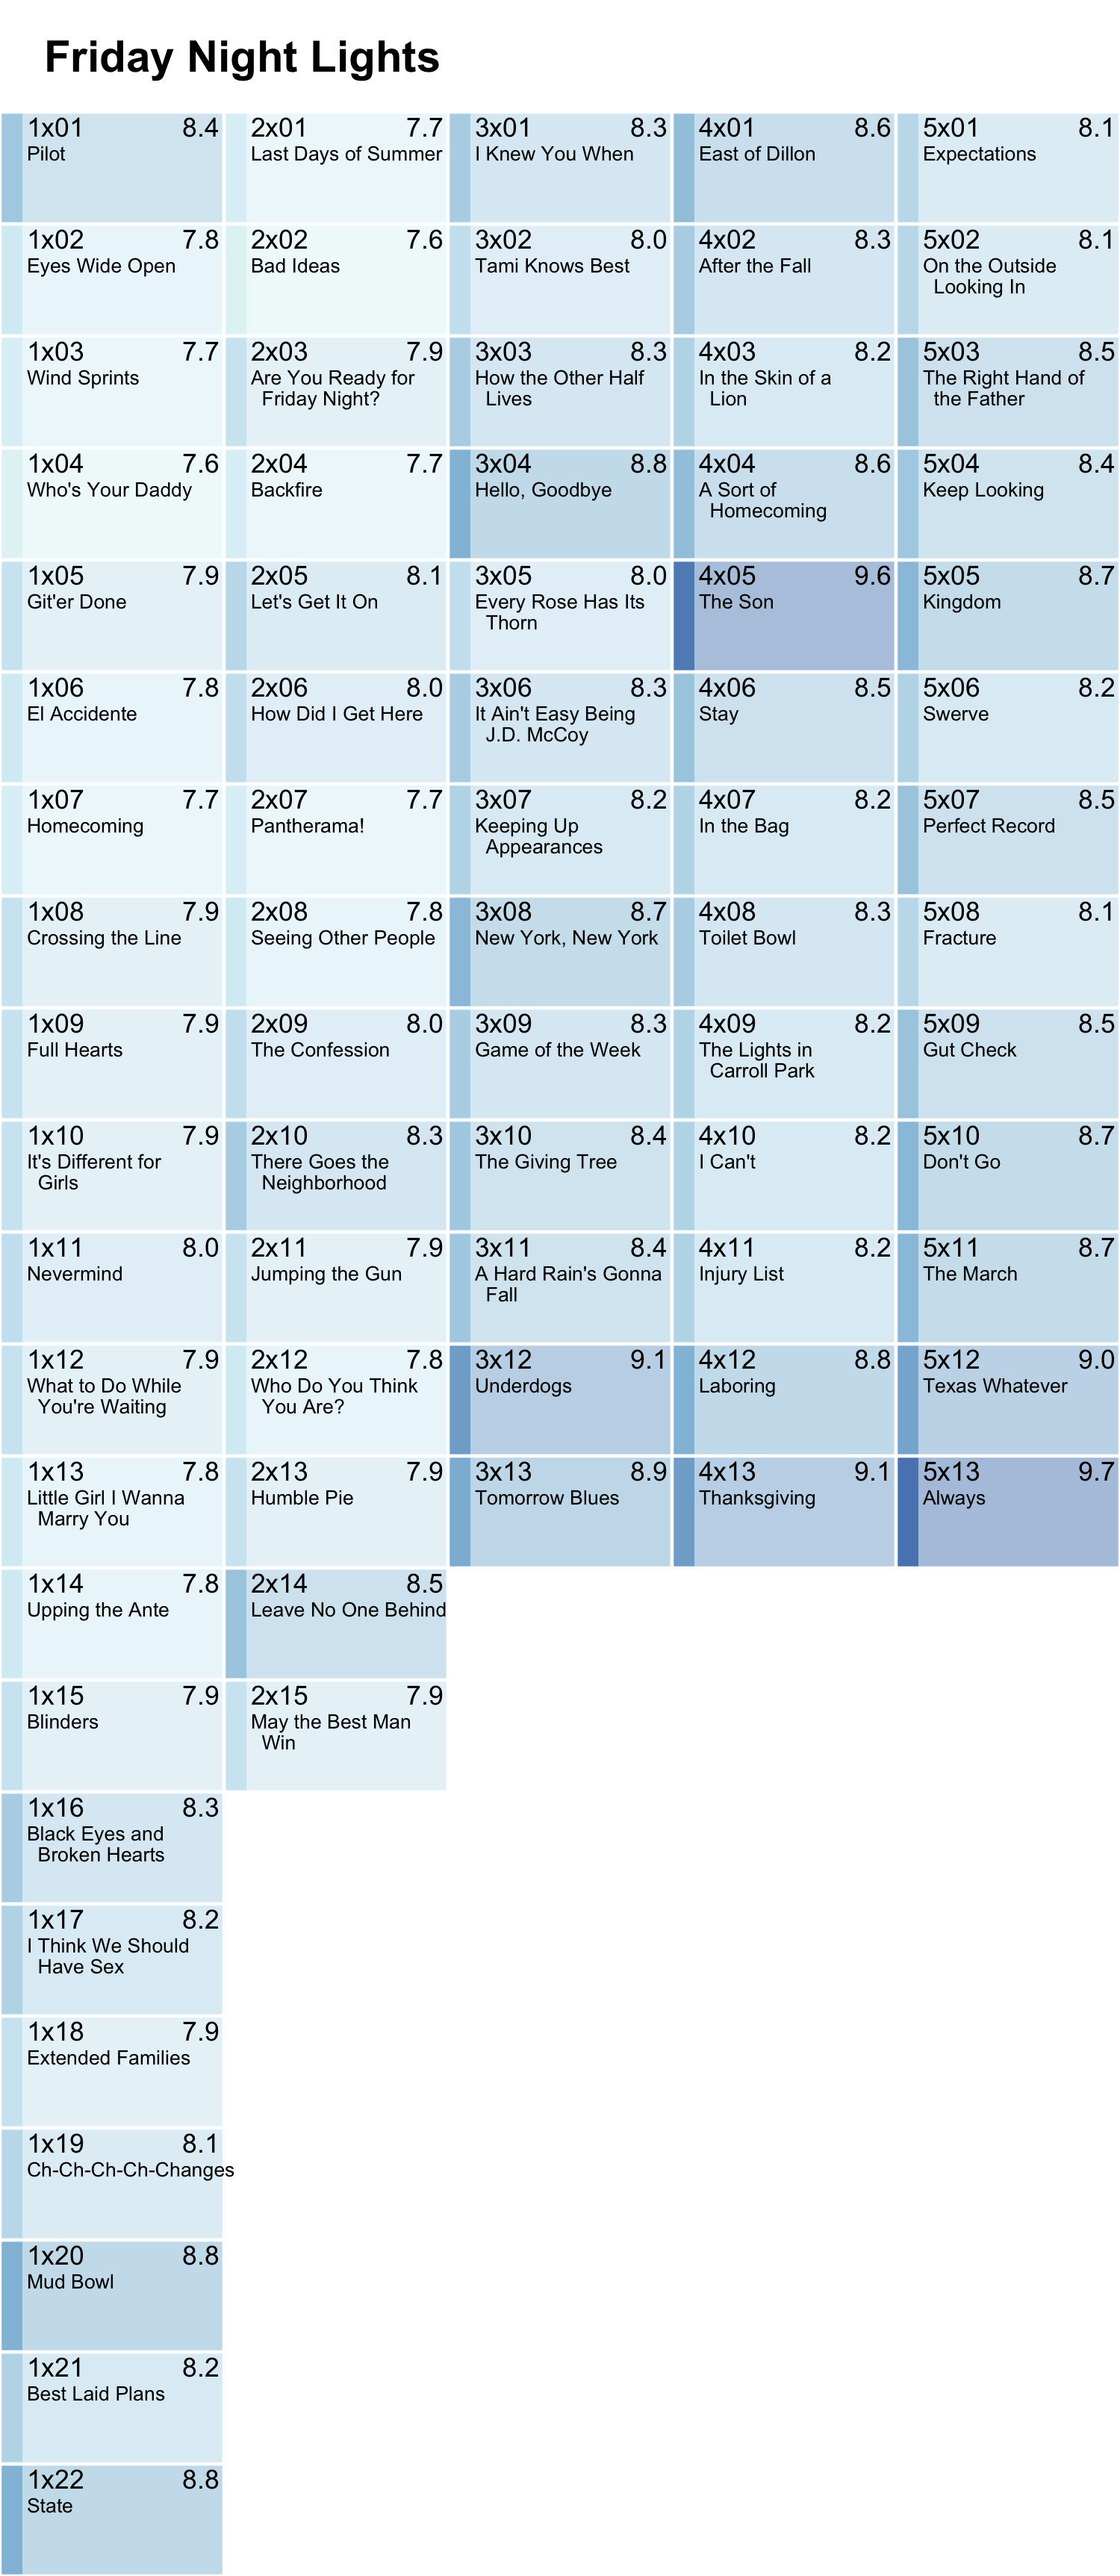 Friday Night Lights
1x01 8.4
Pilot
1x02 7.8
Eyes Wide Open
1x03 7.7
Wind Sprints
1x04 7.6
Who's Your Daddy
1x05 7.9
Git'er Done
1x06 7.8
El Accidente
1x07 7.7
Homecoming
1x08 7.9
Crossing the Line
1x09 7.9
Full Hearts
1x10 7.9
It's Different for
Girls
1x11 8.0
Nevermind
1x12 7.9
What to Do While
You're Waiting
1x13 7.8
Little Girl I Wanna
Marry You
1x14 7.8
Upping the Ante
1x15 7.9
Blinders
1x16 8.3
Black Eyes and
Broken Hearts
1x17 8.2
I Think We Should
Have Sex
1x18 7.9
Extended Families
1x19 8.1
Ch-Ch-Ch-Ch-Changes
1x20 8.8
Mud Bowl
1x21 8.2
Best Laid Plans
1x22 8.8
State
2x01 7.7
Last Days of Summer
2x02 7.6
Bad Ideas
2x03 7.9
Are You Ready for
Friday Night?
2x04 7.7
Backfire
2x05 8.1
Let's Get It On
2x06 8.0
How Did I Get Here
2x07 7.7
Pantherama!
2x08 7.8
Seeing Other People
2x09 8.0
The Confession
2x10 8.3
There Goes the
Neighborhood
2x11 7.9
Jumping the Gun
2x12 7.8
Who Do You Think
You Are?
2x13 7.9
Humble Pie
2x14 8.5
Leave No One Behind
2x15 7.9
May the Best Man
Win
3x01 8.3
I Knew You When
3x02 8.0
Tami Knows Best
3x03 8.3
How the Other Half
Lives
3x04 8.8
Hello, Goodbye
3x05 8.0
Every Rose Has Its
Thorn
3x06 8.3
It Ain't Easy Being
J.D. McCoy
3x07 8.2
Keeping Up
Appearances
3x08 8.7
New York, New York
3x09 8.3
Game of the Week
3x10 8.4
The Giving Tree
3x11 8.4
A Hard Rain's Gonna
Fall
3x12 9.1
Underdogs
3x13 8.9
Tomorrow Blues
4x01 8.6
East of Dillon
4x02 8.3
After the Fall
4x03 8.2
In the Skin of a
Lion
4x04 8.6
A Sort of
Homecoming
4x05 9.6
The Son
4x06 8.5
Stay
4x07 8.2
In the Bag
4x08 8.3
Toilet Bowl
4x09 8.2
The Lights in
Carroll Park
4x10 8.2
I Can't
4x11 8.2
Injury List
4x12 8.8
Laboring
4x13 9.1
Thanksgiving
5x01 8.1
Expectations
5x02 8.1
On the Outside
Looking In
5x03 8.5
The Right Hand of
the Father
5x04 8.4
Keep Looking
5x05 8.7
Kingdom
5x06 8.2
Swerve
5x07 8.5
Perfect Record
5x08 8.1
Fracture
5x09 8.5
Gut Check
5x10 8.7
Don't Go
5x11 8.7
The March
5x12 9.0
Texas Whatever
5x13 9.7
Always